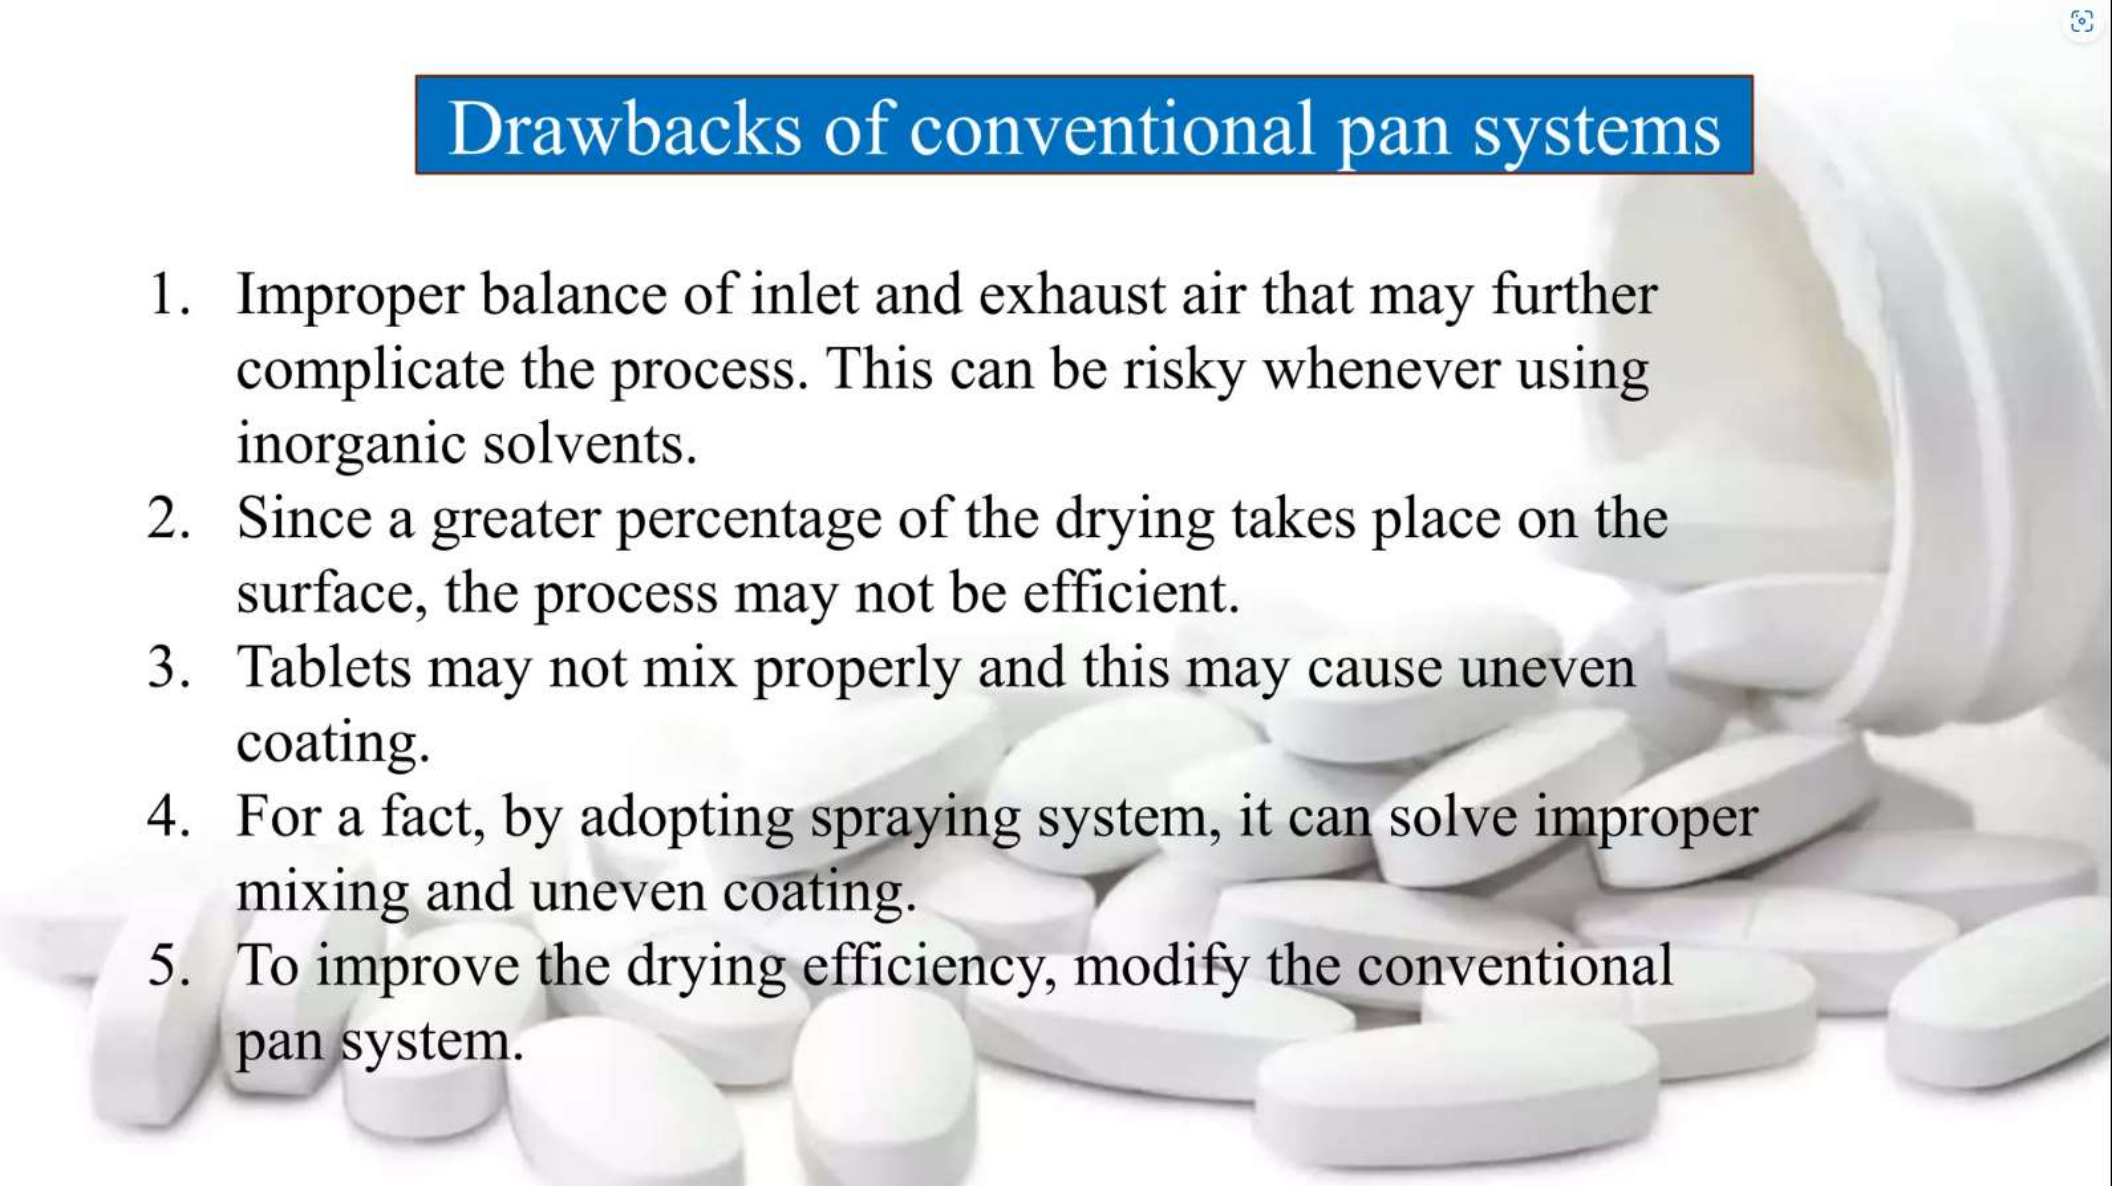 Drawbacks of conventional pan systems
1. Improper balance of inlet and exhaust air that may further
complicate the process. This can be risky whenever using
inorganic solvents.
2. Since a greater percentage of the drying takes place on the
surface, the process may not be efficient.
3. Tablets may not mix properly and this may cause uneven
coating.
4. For a fact, by adopting spraying system, it can solve improper
mixing and uneven coating.
5. To improve the drying efficiency, modify the conventional
pan system.